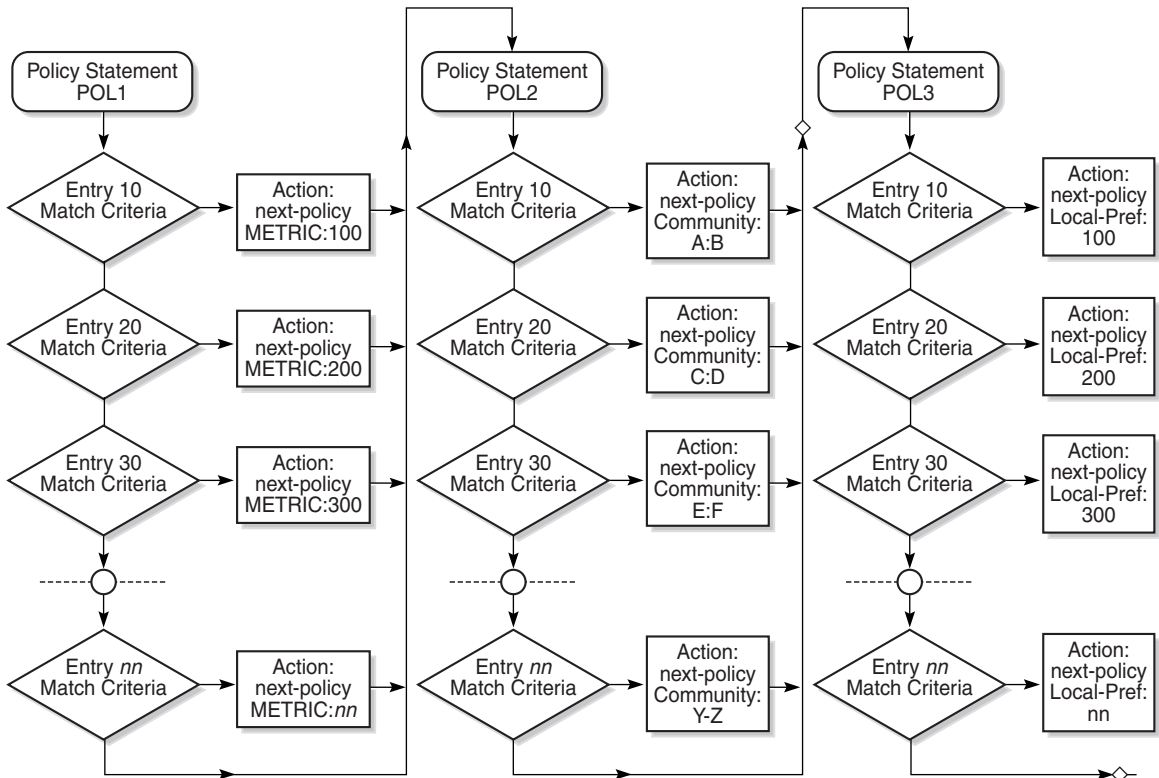 Policy Statement
POL1
Entry 10
Match Criteria
Action:
next-policy
METRIC:100
Entry 20
Match Criteria
Action:
next-policy
METRIC:200
Entry 30
Match Criteria
Action:
next-policy
METRIC:300
Entry nn
Match Criteria
Action:
next-policy
METRIC:nn
Policy Statement
POL2
Entry 10
Match Criteria
Action:
next-policy
Community:
A:B
Entry 20
Match Criteria
Action:
next-policy
Community:
C:D
Entry 30
Match Criteria
Action:
next-policy
Community:
E:F
Entry nn
Match Criteria
Action:
next-policy
Community:
Y-Z
Policy Statement
POL3
Entry 10
Match Criteria
Action:
next-policy
Local-Pref:
100
Entry 20
Match Criteria
Action:
next-policy
Local-Pref:
200
Entry 30
Match Criteria
Action:
next-policy
Local-Pref:
300
Entry nn
Match Criteria
Action:
next-policy
Local-Pref:
nn